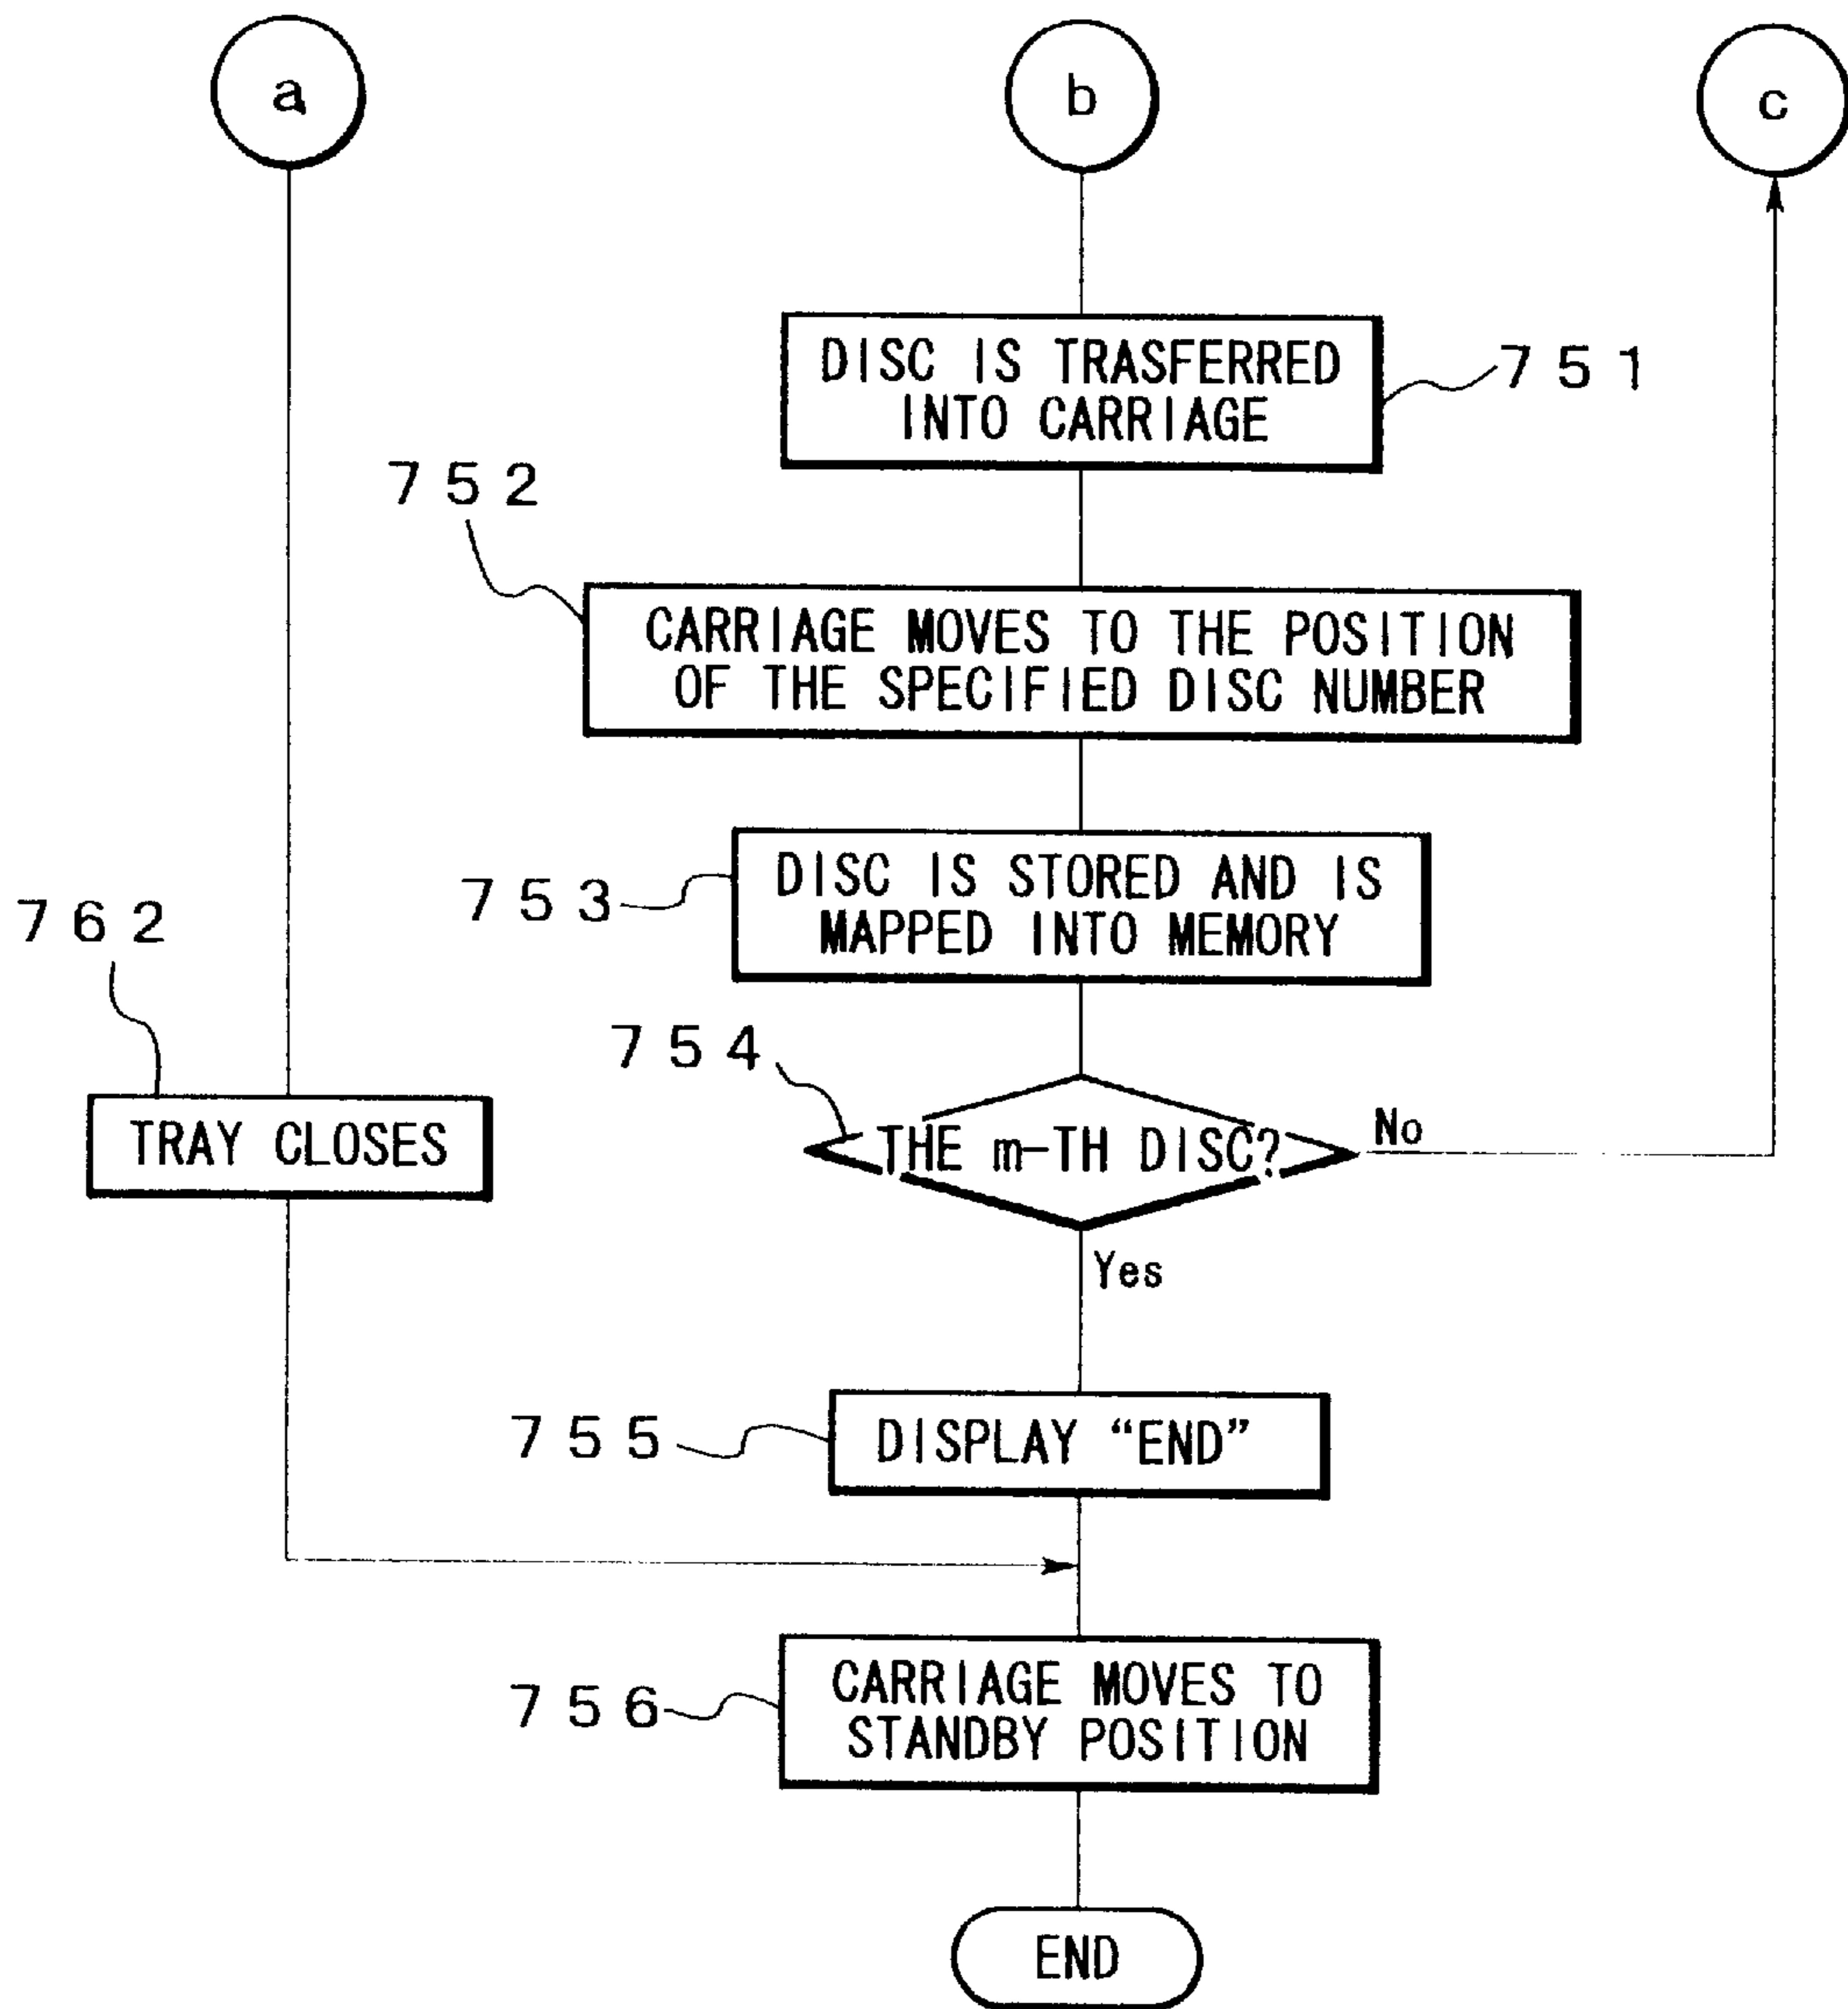 a
b
c
DISC IS TRASFERRED
INTO CARRIAGE
751
752
CARRIAGE MOVES TO THE POSITION
OF THE SPECIFIED DISC NUMBER
753
DISC IS STORED AND IS
MAPPED INTO MEMORY
762
754
TRAY CLOSES
THE m-TH DISC?
No
Yes
755
DISPLAY “END”
756
CARRIAGE MOVES TO
STANDBY POSITION
END